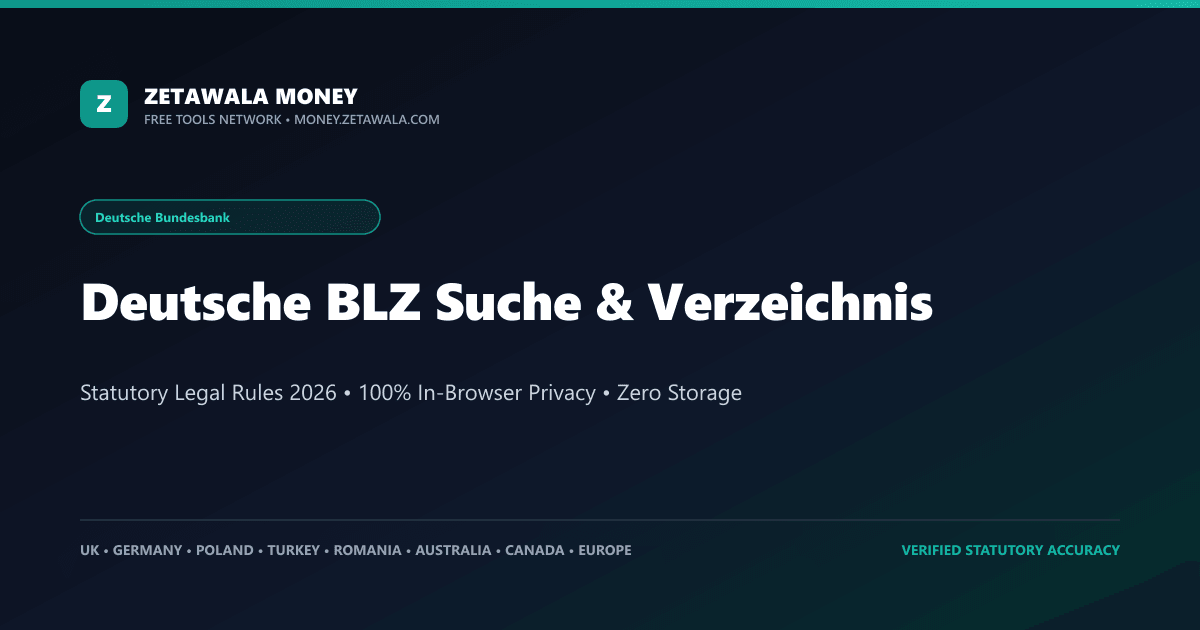 Z
ZETAWALA MONEY
FREE TOOLS NETWORK • MONEY.ZETAWALA.COM
Deutsche Bundesbank
Deutsche BLZ Suche & Verzeichnis
Statutory Legal Rules 2026 • 100% In-Browser Privacy • Zero Storage
UK • GERMANY • POLAND • TURKEY • ROMANIA • AUSTRALIA • CANADA • EUROPE
VERIFIED STATUTORY ACCURACY